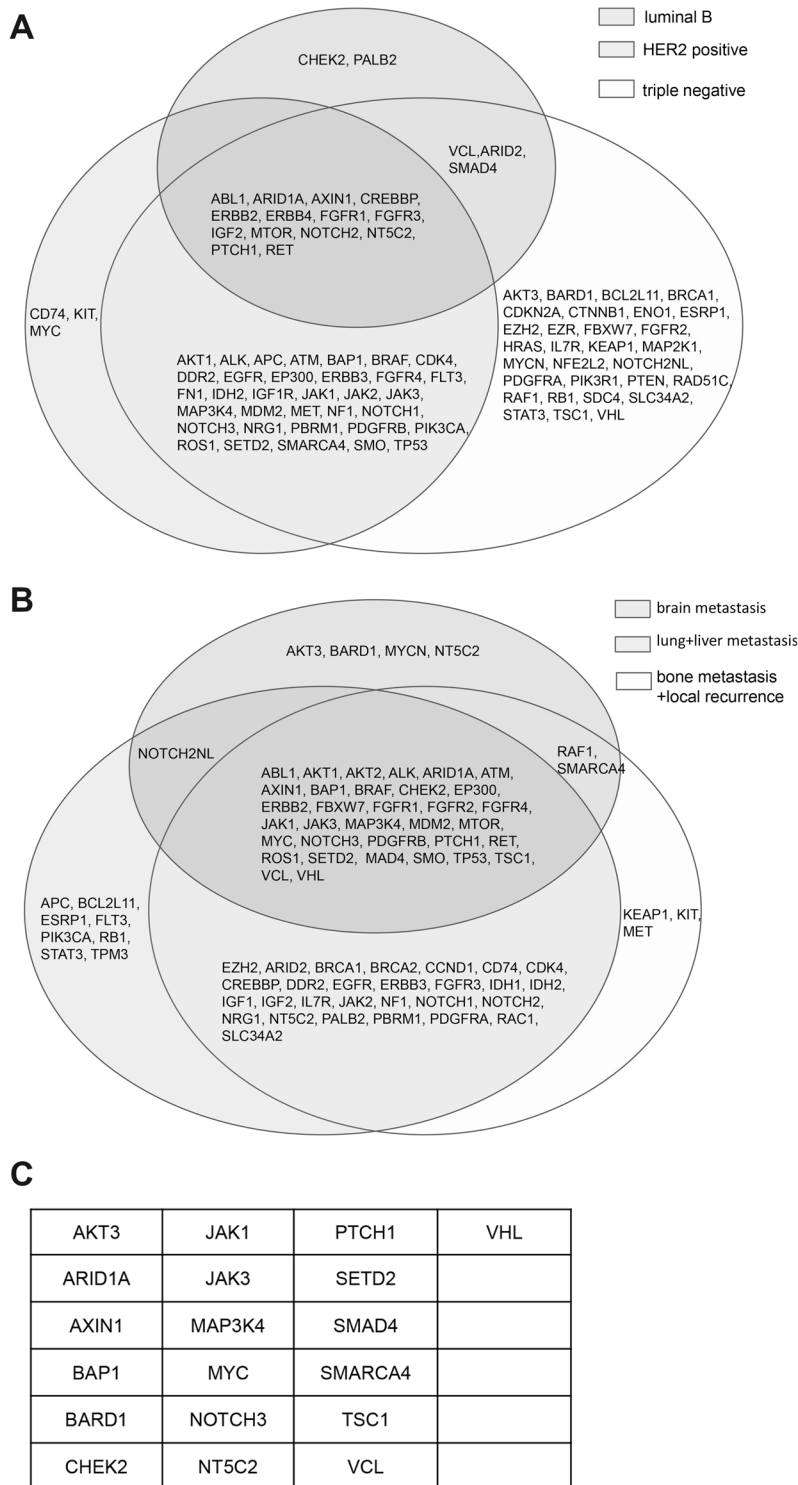 A
luminal B
HER2 positive
triple negative
CHEK2, PALB2
VCL,ARID2,
SMAD4
ABL1, ARID1A, AXIN1, CREBBP,
ERBB2, ERBB4, FGFR1, FGFR3,
IGF2, MTOR, NOTCH2, NT5C2,
PTCH1, RET
CD74, KIT,
MYC
AKT3, BARD1, BCL2L11, BRCA1,
CDKN2A, CTNNB1, ENO1, ESRP1,
EZH2, EZR, FBXW7, FGFR2,
HRAS, IL7R, KEAP1, MAP2K1,
MYCN, NFE2L2, NOTCH2NL,
PDGFRA, PIK3R1, PTEN, RAD51C,
RAF1, RB1, SDC4, SLC34A2,
STAT3, TSC1, VHL
AKT1, ALK, APC, ATM, BAP1, BRAF, CDK4,
DDR2, EGFR, EP300, ERBB3, FGFR4, FLT3,
FN1, IDH2, IGF1R, JAK1, JAK2, JAK3,
MAP3K4, MDM2, MET, NF1, NOTCH1,
NOTCH3, NRG1, PBRM1, PDGFRB, PIK3CA,
ROS1, SETD2, SMARCA4, SMO, TP53
B
brain metastasis
lung+liver metastasis
bone metastasis
+local recurrence
AKT3, BARD1, MYCN, NT5C2
NOTCH2NL
RAF1,
SMARCA4
ABL1, AKT1, AKT2, ALK, ARID1A, ATM,
AXIN1, BAP1, BRAF, CHEK2, EP300,
ERBB2, FBXW7, FGFR1, FGFR2, FGFR4,
JAK1, JAK3, MAP3K4, MDM2, MTOR,
MYC, NOTCH3, PDGFRB, PTCH1, RET,
ROS1, SETD2, MAD4, SMO, TP53, TSC1,
VCL, VHL
APC, BCL2L11,
ESRP1, FLT3,
PIK3CA, RB1,
STAT3, TPM3
KEAP1, KIT,
MET
EZH2, ARID2, BRCA1, BRCA2, CCND1, CD74, CDK4,
CREBBP, DDR2, EGFR, ERBB3, FGFR3, IDH1, IDH2,
IGF1, IGF2, IL7R, JAK2, NF1, NOTCH1, NOTCH2,
NRG1, NT5C2, PALB2, PBRM1, PDGFRA, RAC1,
SLC34A2
C
AKT3 JAK1 PTCH1 VHL
ARID1A JAK3 SETD2
AXIN1 MAP3K4 SMAD4
BAP1 MYC SMARCA4
BARD1 NOTCH3 TSC1
CHEK2 NT5C2 VCL